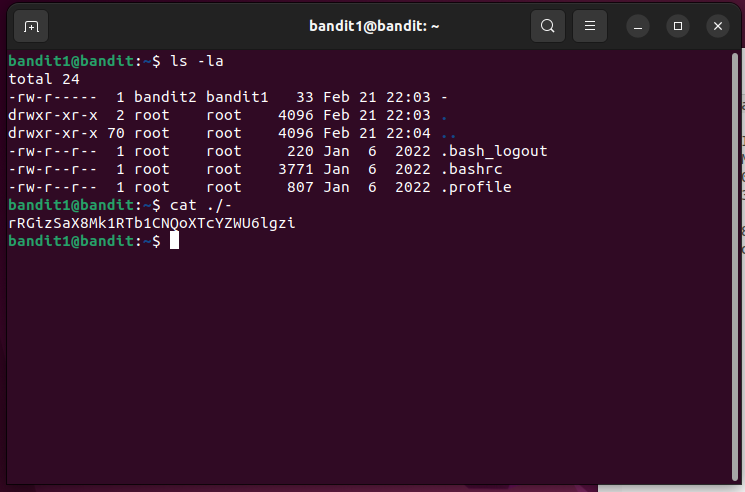 bandit1@bandit: ~
bandit1@bandit:~$ ls -la
total 24
-rw-r-----  1 bandit2 bandit1   33 Feb 21 22:03 -
drwxr-xr-x  2 root    root    4096 Feb 21 22:03 .
drwxr-xr-x 70 root    root    4096 Feb 21 22:04 ..
-rw-r--r--  1 root    root     220 Jan  6  2022 .bash_logout
-rw-r--r--  1 root    root    3771 Jan  6  2022 .bashrc
-rw-r--r--  1 root    root     807 Jan  6  2022 .profile
bandit1@bandit:~$ cat ./-
rRGizSaX8Mk1RTb1CNQoXTcYZWU6lgzi
bandit1@bandit:~$